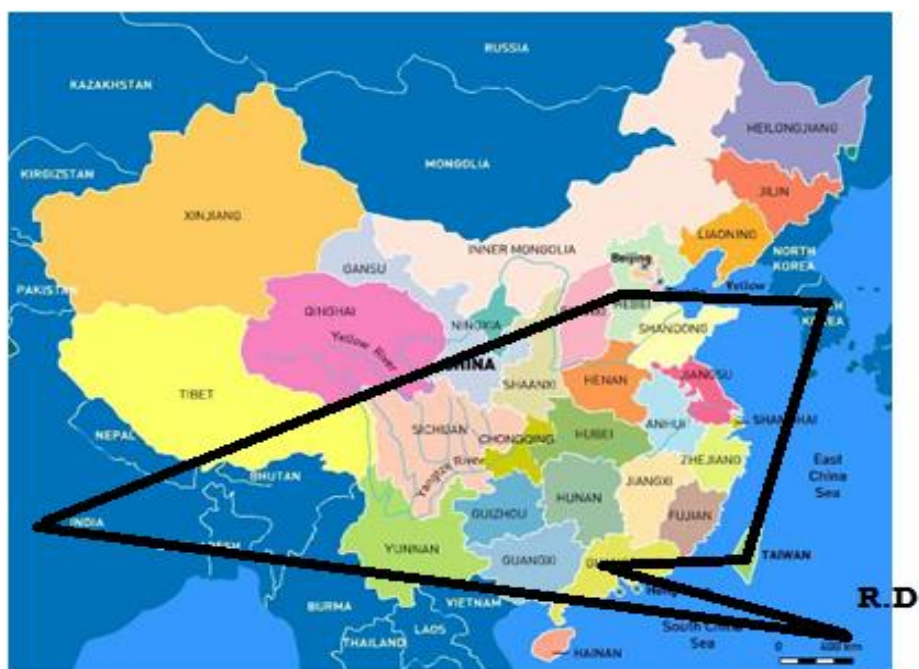 RUSSIA
KAZAKHSTAN
HEILONGJIANG
MONGOLIA
KIRGIZSTAN
JILIN
XINJIANG
LIAONING
INNER MONGOLIA
NORTH
KOREA
Beijing
GANSU
PAKISTAN
Yellow
QINGHAI
HEBEI
KOREA
NINGXIA
SHANDONG
Yellow River
CHINA
SHAANXI
HENAN
JIANGSU
TIBET
SHANGHAI
ANHUI
SICHUAN
CHONGQING
HUBEI
NEPAL
ZHEJIANG
Yangtze River
BHUTAN
JIANGXI
East
China
Sea
HUNAN
GUIZHOU
FUJIAN
INDIA
YUNNAN
GUANGXI
TAIWAN
R.D
BURMA
VIETNAM
South China
Sea
LAOS
THAILAND
HAINAN
0 400 km